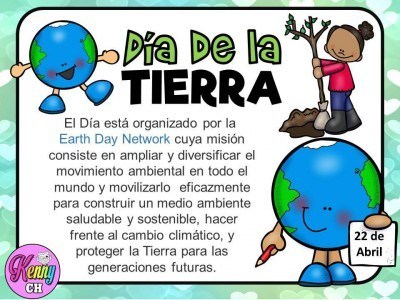 Día De la
TIERRA
El Día está organizado por la
Earth Day Network cuya misión
consiste en ampliar y diversificar el
movimiento ambiental en todo el
mundo y movilizarlo eficazmente
para construir un medio ambiente
saludable y sostenible, hacer
frente al cambio climático, y
proteger la Tierra para las
generaciones futuras.
22 de
Abril
Kenny
CH